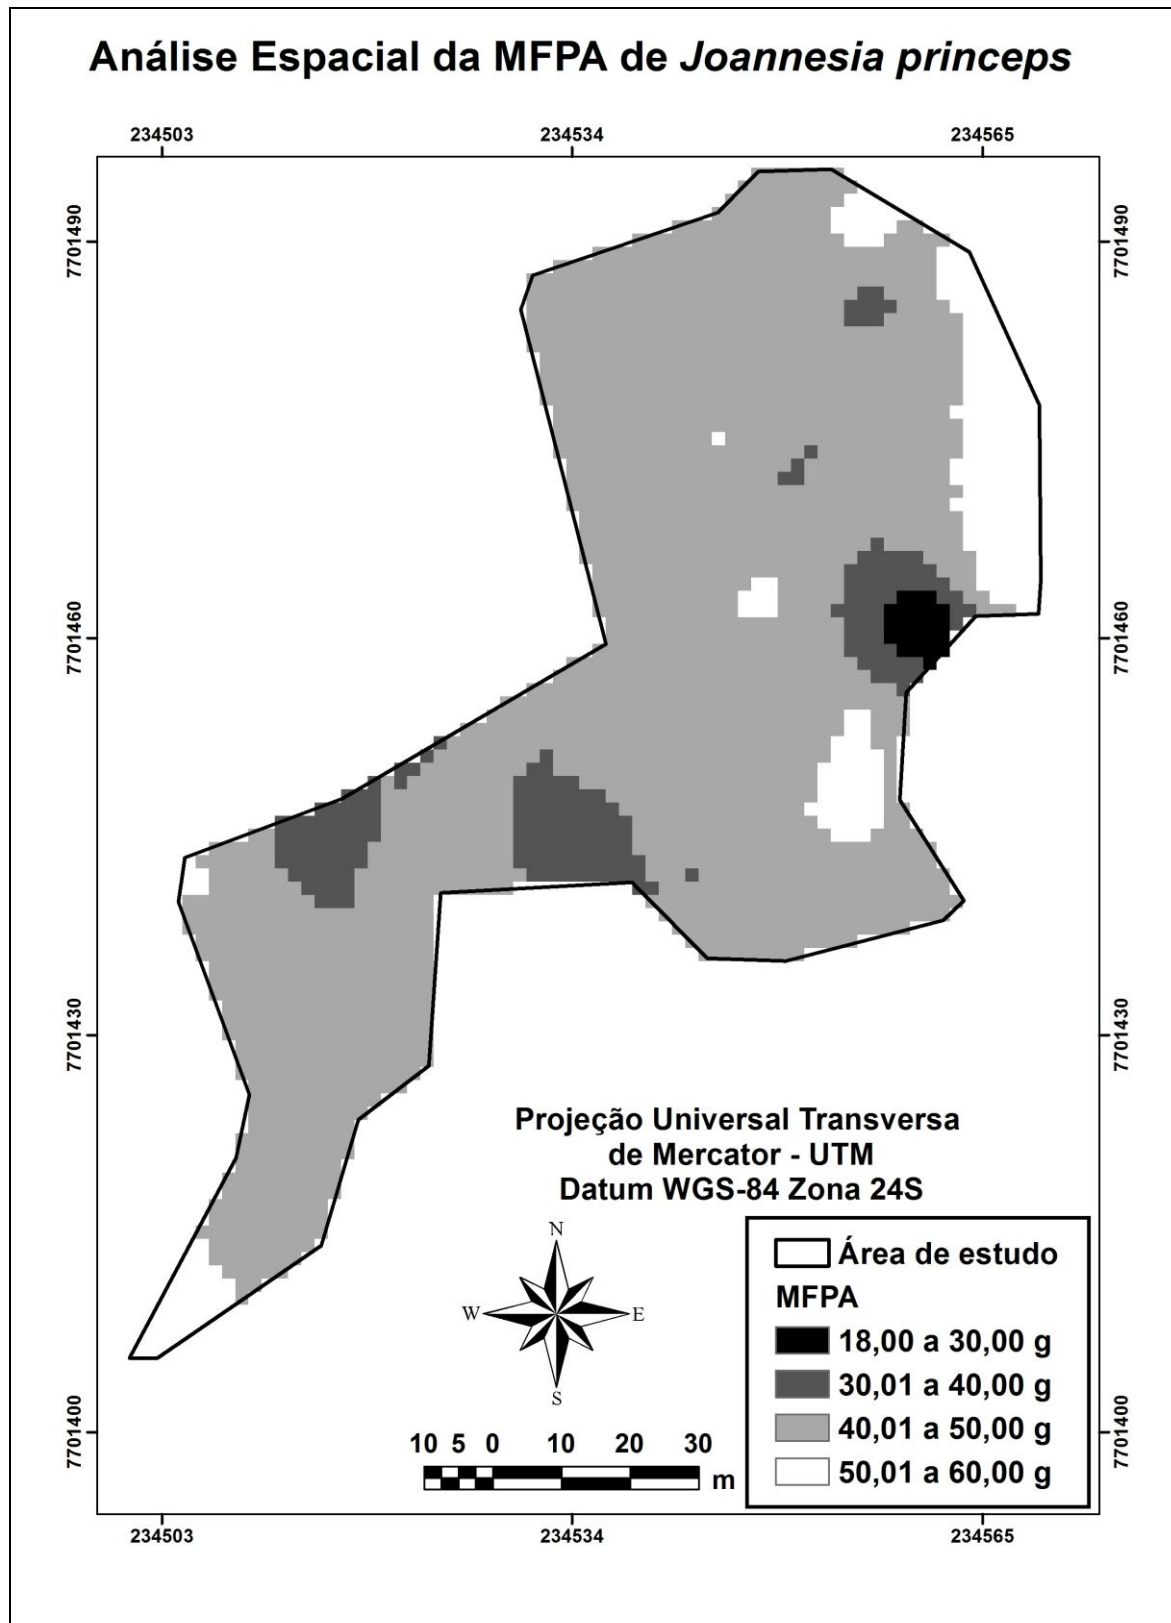 Análise Espacial da MFPA de Joannesia princeps
234503 234534 234565
7701490 7701490
7701460 7701460
7701430 7701430
Projeção Universal Transversa
de Mercator - UTM
Datum WGS-84 Zona 24S
N
W E
S
10 5 0 10 20 30
m
Área de estudo
MFPA
18,00 a 30,00 g
30,01 a 40,00 g
40,01 a 50,00 g
50,01 a 60,00 g
7701400 7701400
234503 234534 234565